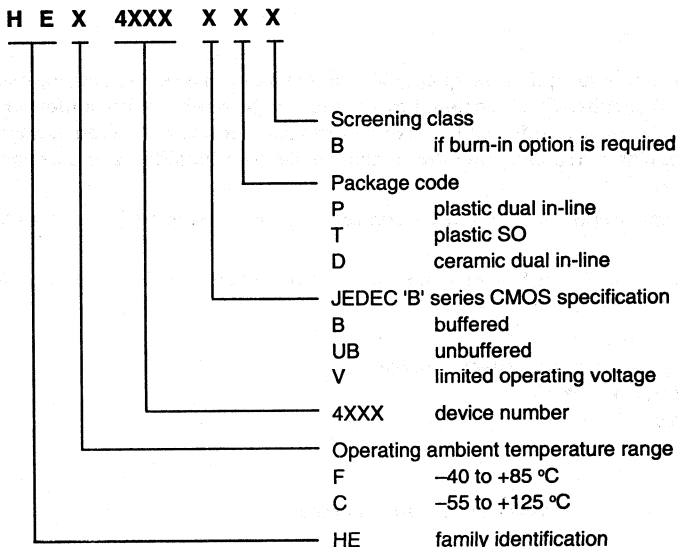 H E X 4XXX X X X
Screening class
B if burn-in option is required
Package code
P plastic dual in-line
T plastic SO
D ceramic dual in-line
JEDEC 'B' series CMOS specification
B buffered
UB unbuffered
V limited operating voltage
4XXX device number
Operating ambient temperature range
F –40 to +85 ºC
C –55 to +125 ºC
HE family identification